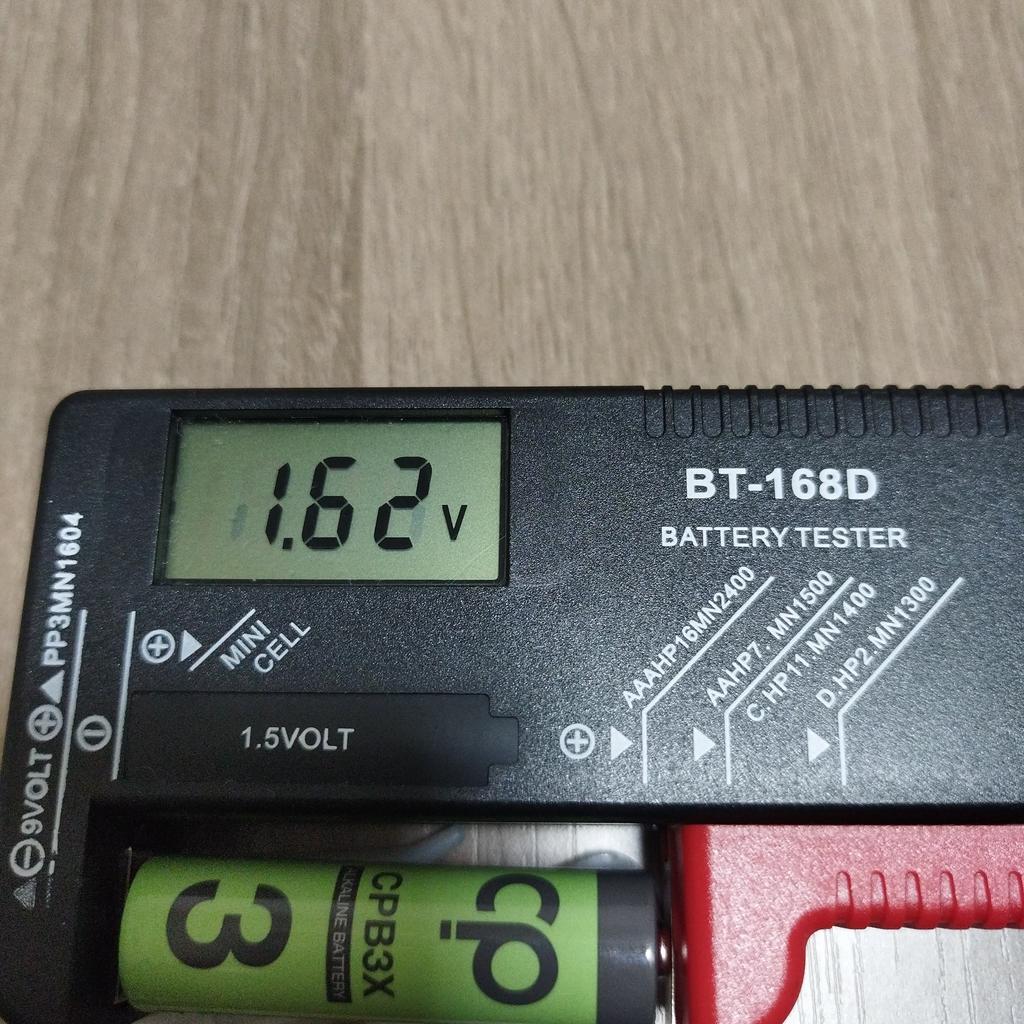 1.62 V
BT-168D
BATTERY TESTER
AAAHP16MN2400
AAHP7. MN1500
C.HP11.MN1400
D.HP2.MN1300
MINI
CELL
1.5VOLT
9VOLT
PP3MN1604
cp
CPB3X
ALKALINE BATTERY
3